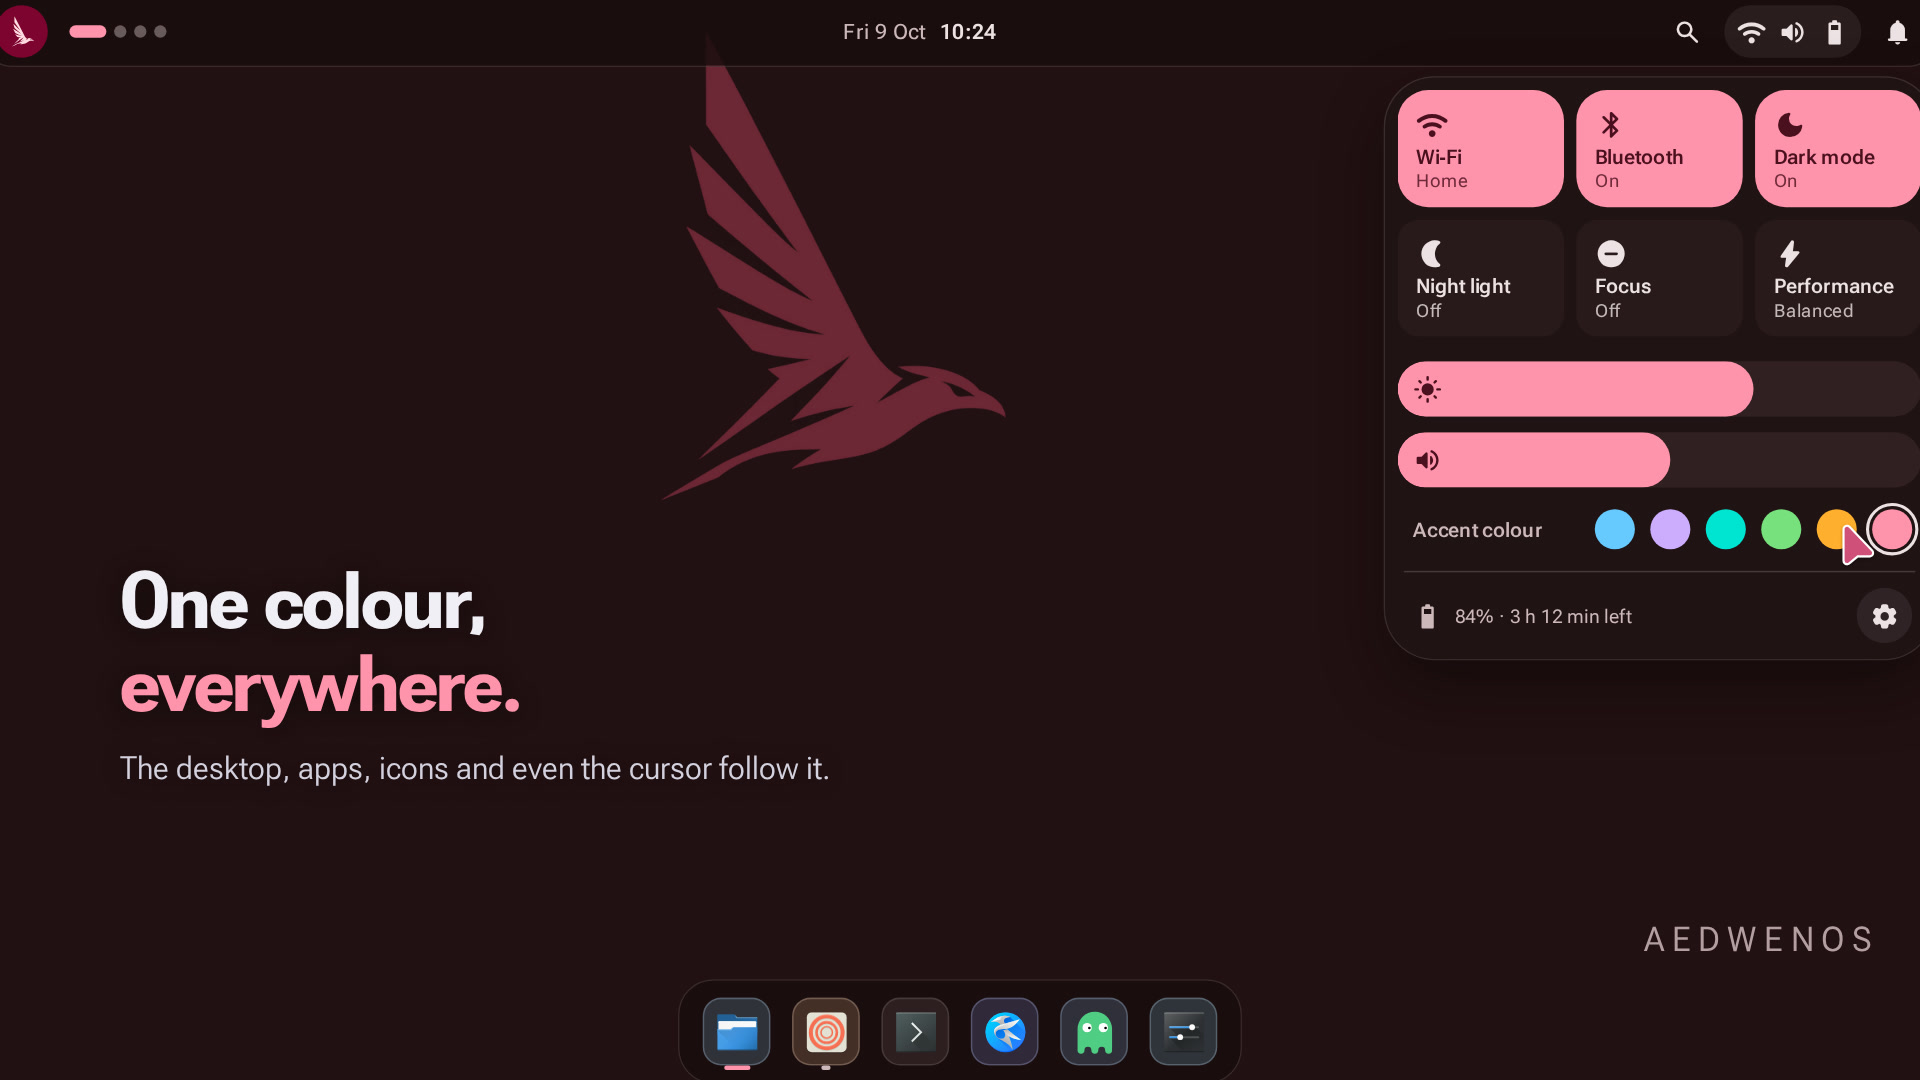 Fri 9 Oct 10:24
Wi-Fi
Home
Bluetooth
On
Dark mode
On
Night light
Off
Focus
Off
Performance
Balanced
Accent colour
84% · 3 h 12 min left
One colour,
everywhere.
The desktop, apps, icons and even the cursor follow it.
AEDWENOS